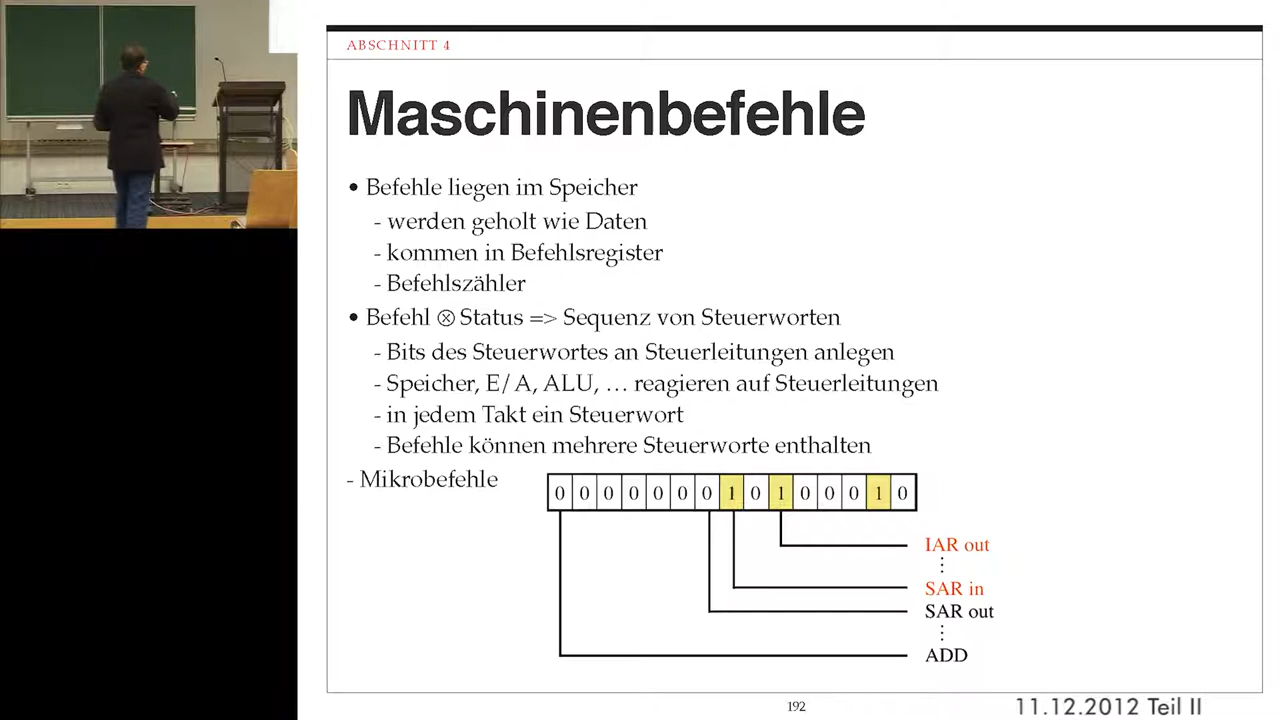 ABSCHNITT 4
Maschinenbefehle
• Befehle liegen im Speicher
- werden geholt wie Daten
- kommen in Befehlsregister
- Befehlszähler
• Befehl ⊗ Status => Sequenz von Steuerworten
- Bits des Steuerwortes an Steuerleitungen anlegen
- Speicher, E/A, ALU, … reagieren auf Steuerleitungen
- in jedem Takt ein Steuerwort
- Befehle können mehrere Steuerworte enthalten
- Mikrobefehle
0 0 0 0 0 0 0 1 0 1 0 0 0 1 0
IAR out
⋮
SAR in
SAR out
⋮
ADD
192
11.12.2012 Teil II